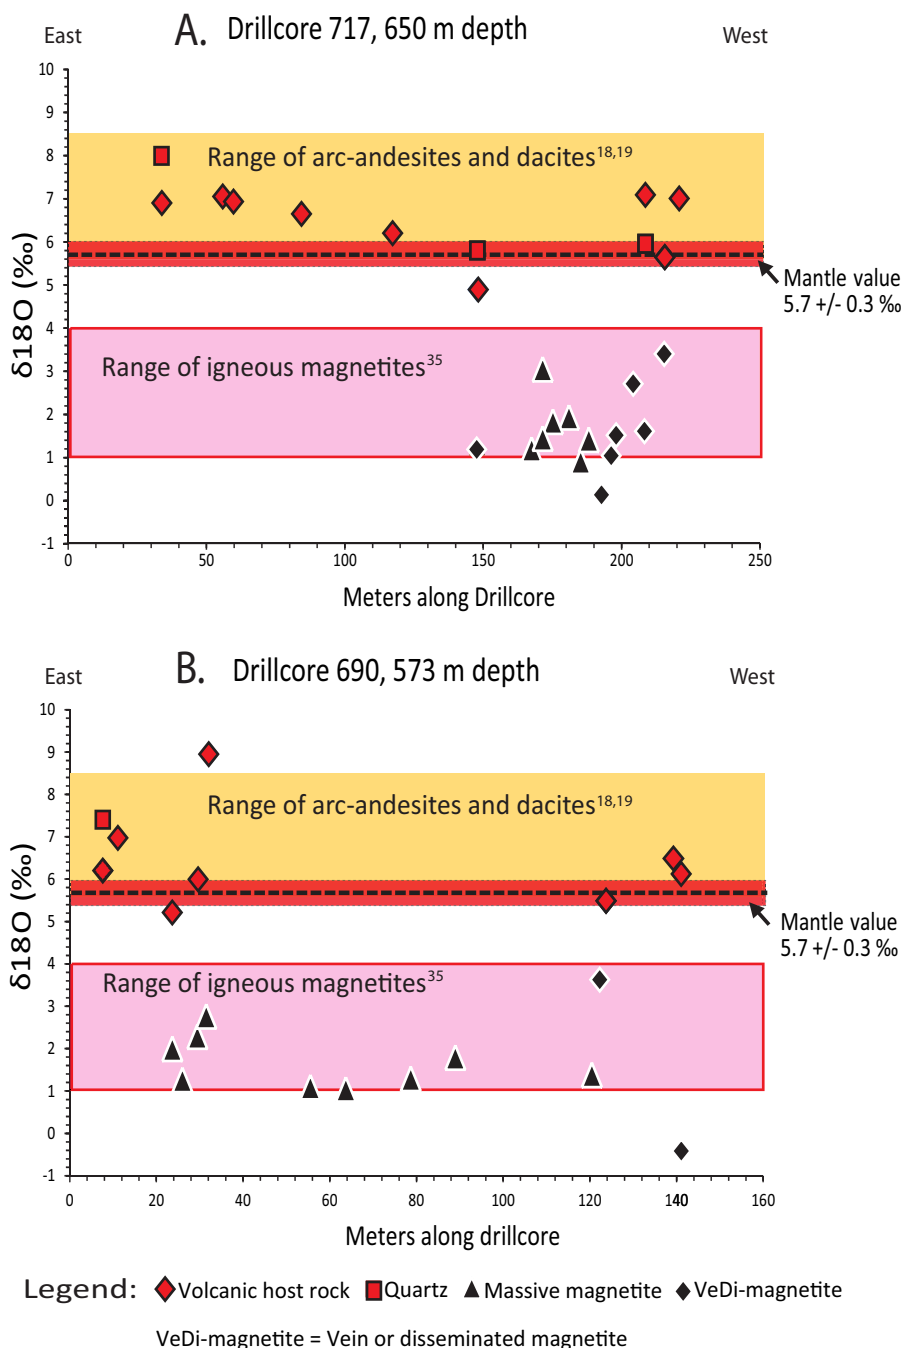 A. Drillcore 717, 650 m depth
East
West
10
9
8
7
6
5
4
3
2
1
0
-1
δ18O (‰)
Range of arc-andesites and dacites18,19
Mantle value
5.7 +/- 0.3 ‰
Range of igneous magnetites35
0 50 100 150 200 250
Meters along Drillcore
B. Drillcore 690, 573 m depth
East
West
10
9
8
7
6
5
4
3
2
1
0
-1
δ18O (‰)
Range of arc-andesites and dacites18,19
Mantle value
5.7 +/- 0.3 ‰
Range of igneous magnetites35
0 20 40 60 80 100 120 140 160
Meters along drillcore
Legend: Volcanic host rock Quartz Massive magnetite VeDi-magnetite
VeDi-magnetite = Vein or disseminated magnetite